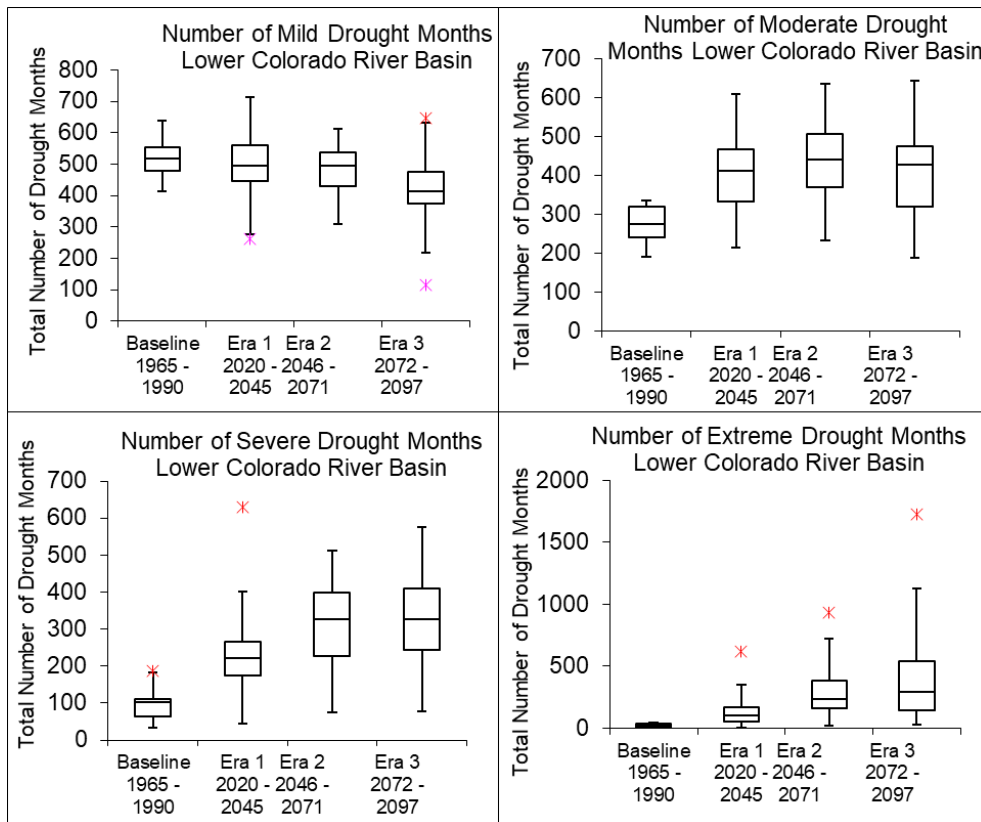 Number of Mild Drought Months
Lower Colorado River Basin
Total Number of Drought Months
800
700
600
500
400
300
200
100
0
Baseline Era 1 Era 2 Era 3
1965 - 2020 - 2046 - 2072 -
1990 2045 2071 2097
Number of Moderate Drought
Months Lower Colorado River Basin
Total Number of Drought Months
700
600
500
400
300
200
100
0
Baseline Era 1 Era 2 Era 3
1965 - 2020 - 2046 - 2072 -
1990 2045 2071 2097
Number of Severe Drought Months
Lower Colorado River Basin
Total Number of Drought Months
700
600
500
400
300
200
100
0
Baseline Era 1 Era 2 Era 3
1965 - 2020 - 2046 - 2072 -
1990 2045 2071 2097
Number of Extreme Drought Months
Lower Colorado River Basin
Total Number of Drought Months
2000
1500
1000
500
0
Baseline Era 1 Era 2 Era 3
1965 - 2020 - 2046 - 2072 -
1990 2045 2071 2097